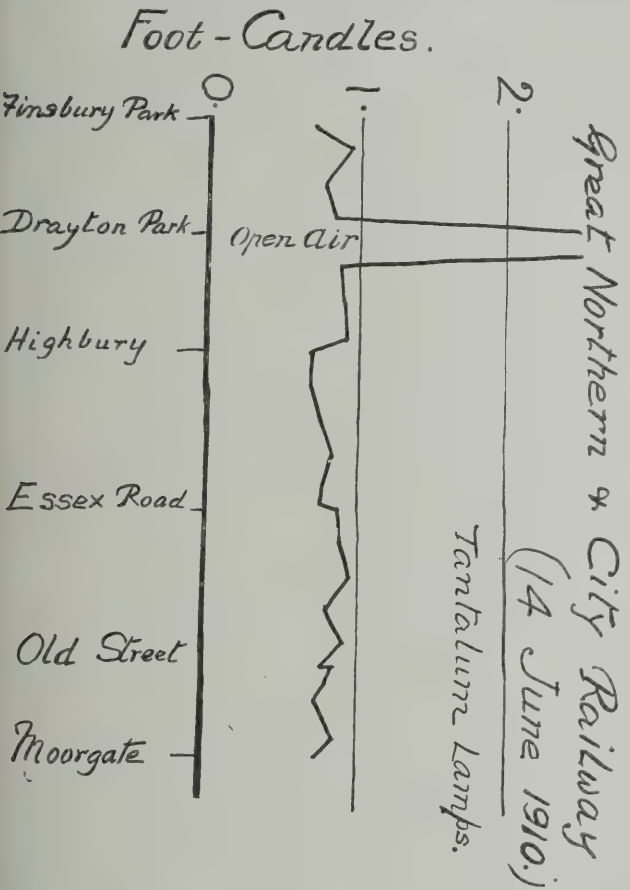 Foot-Candles.
0. 1. 2.
Finsbury Park
Drayton Park
Open Air
Highbury
Essex Road
Old Street
Moorgate
Great Northern & City Railway
(14 June 1910.)
Tantalum Lamps.